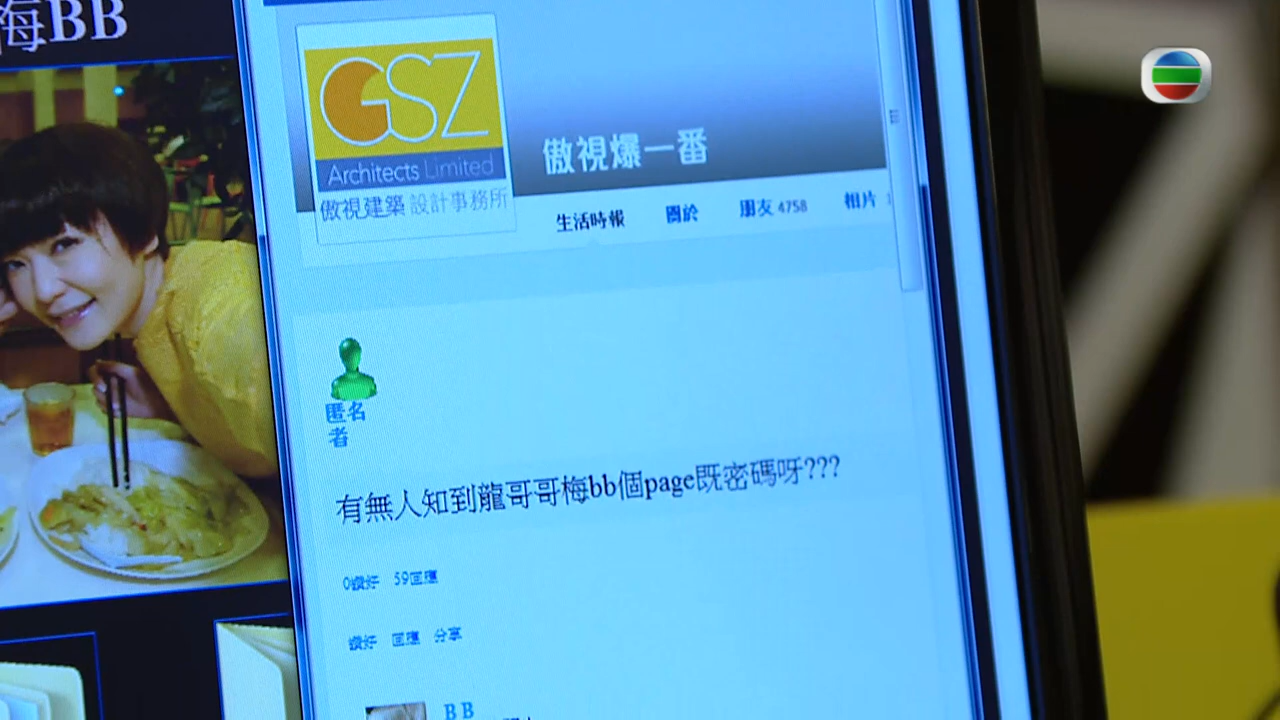 梅BB
GSZ
Architects Limited
傲視建築 設計事務所
傲視爆一番
生活時報 關於 朋友 4758 相片
匿名
者
有無人知到龍哥哥梅bb個page既密碼呀???
0讚好 59回應
讚好 回應 分享
BB